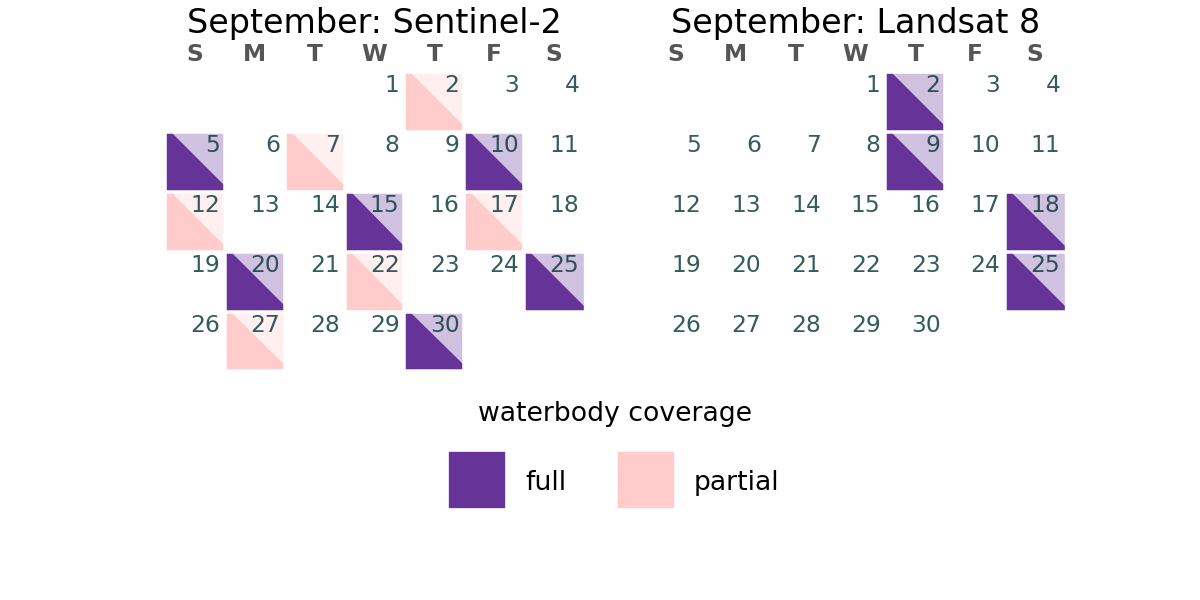 September: Sentinel-2
S M T W T F S
1 2 3 4
5 6 7 8 9 10 11
12 13 14 15 16 17 18
19 20 21 22 23 24 25
26 27 28 29 30
September: Landsat 8
S M T W T F S
1 2 3 4
5 6 7 8 9 10 11
12 13 14 15 16 17 18
19 20 21 22 23 24 25
26 27 28 29 30
waterbody coverage
full partial